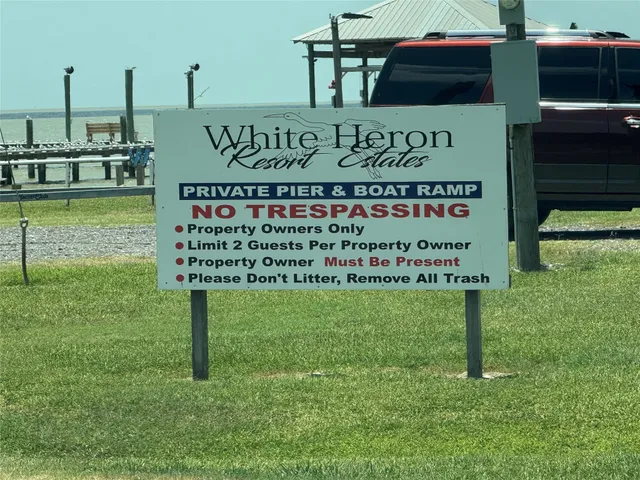 White Heron
Resort Estates
PRIVATE PIER & BOAT RAMP
NO TRESPASSING
Property Owners Only
Limit 2 Guests Per Property Owner
Property Owner Must Be Present
Please Don't Litter, Remove All Trash